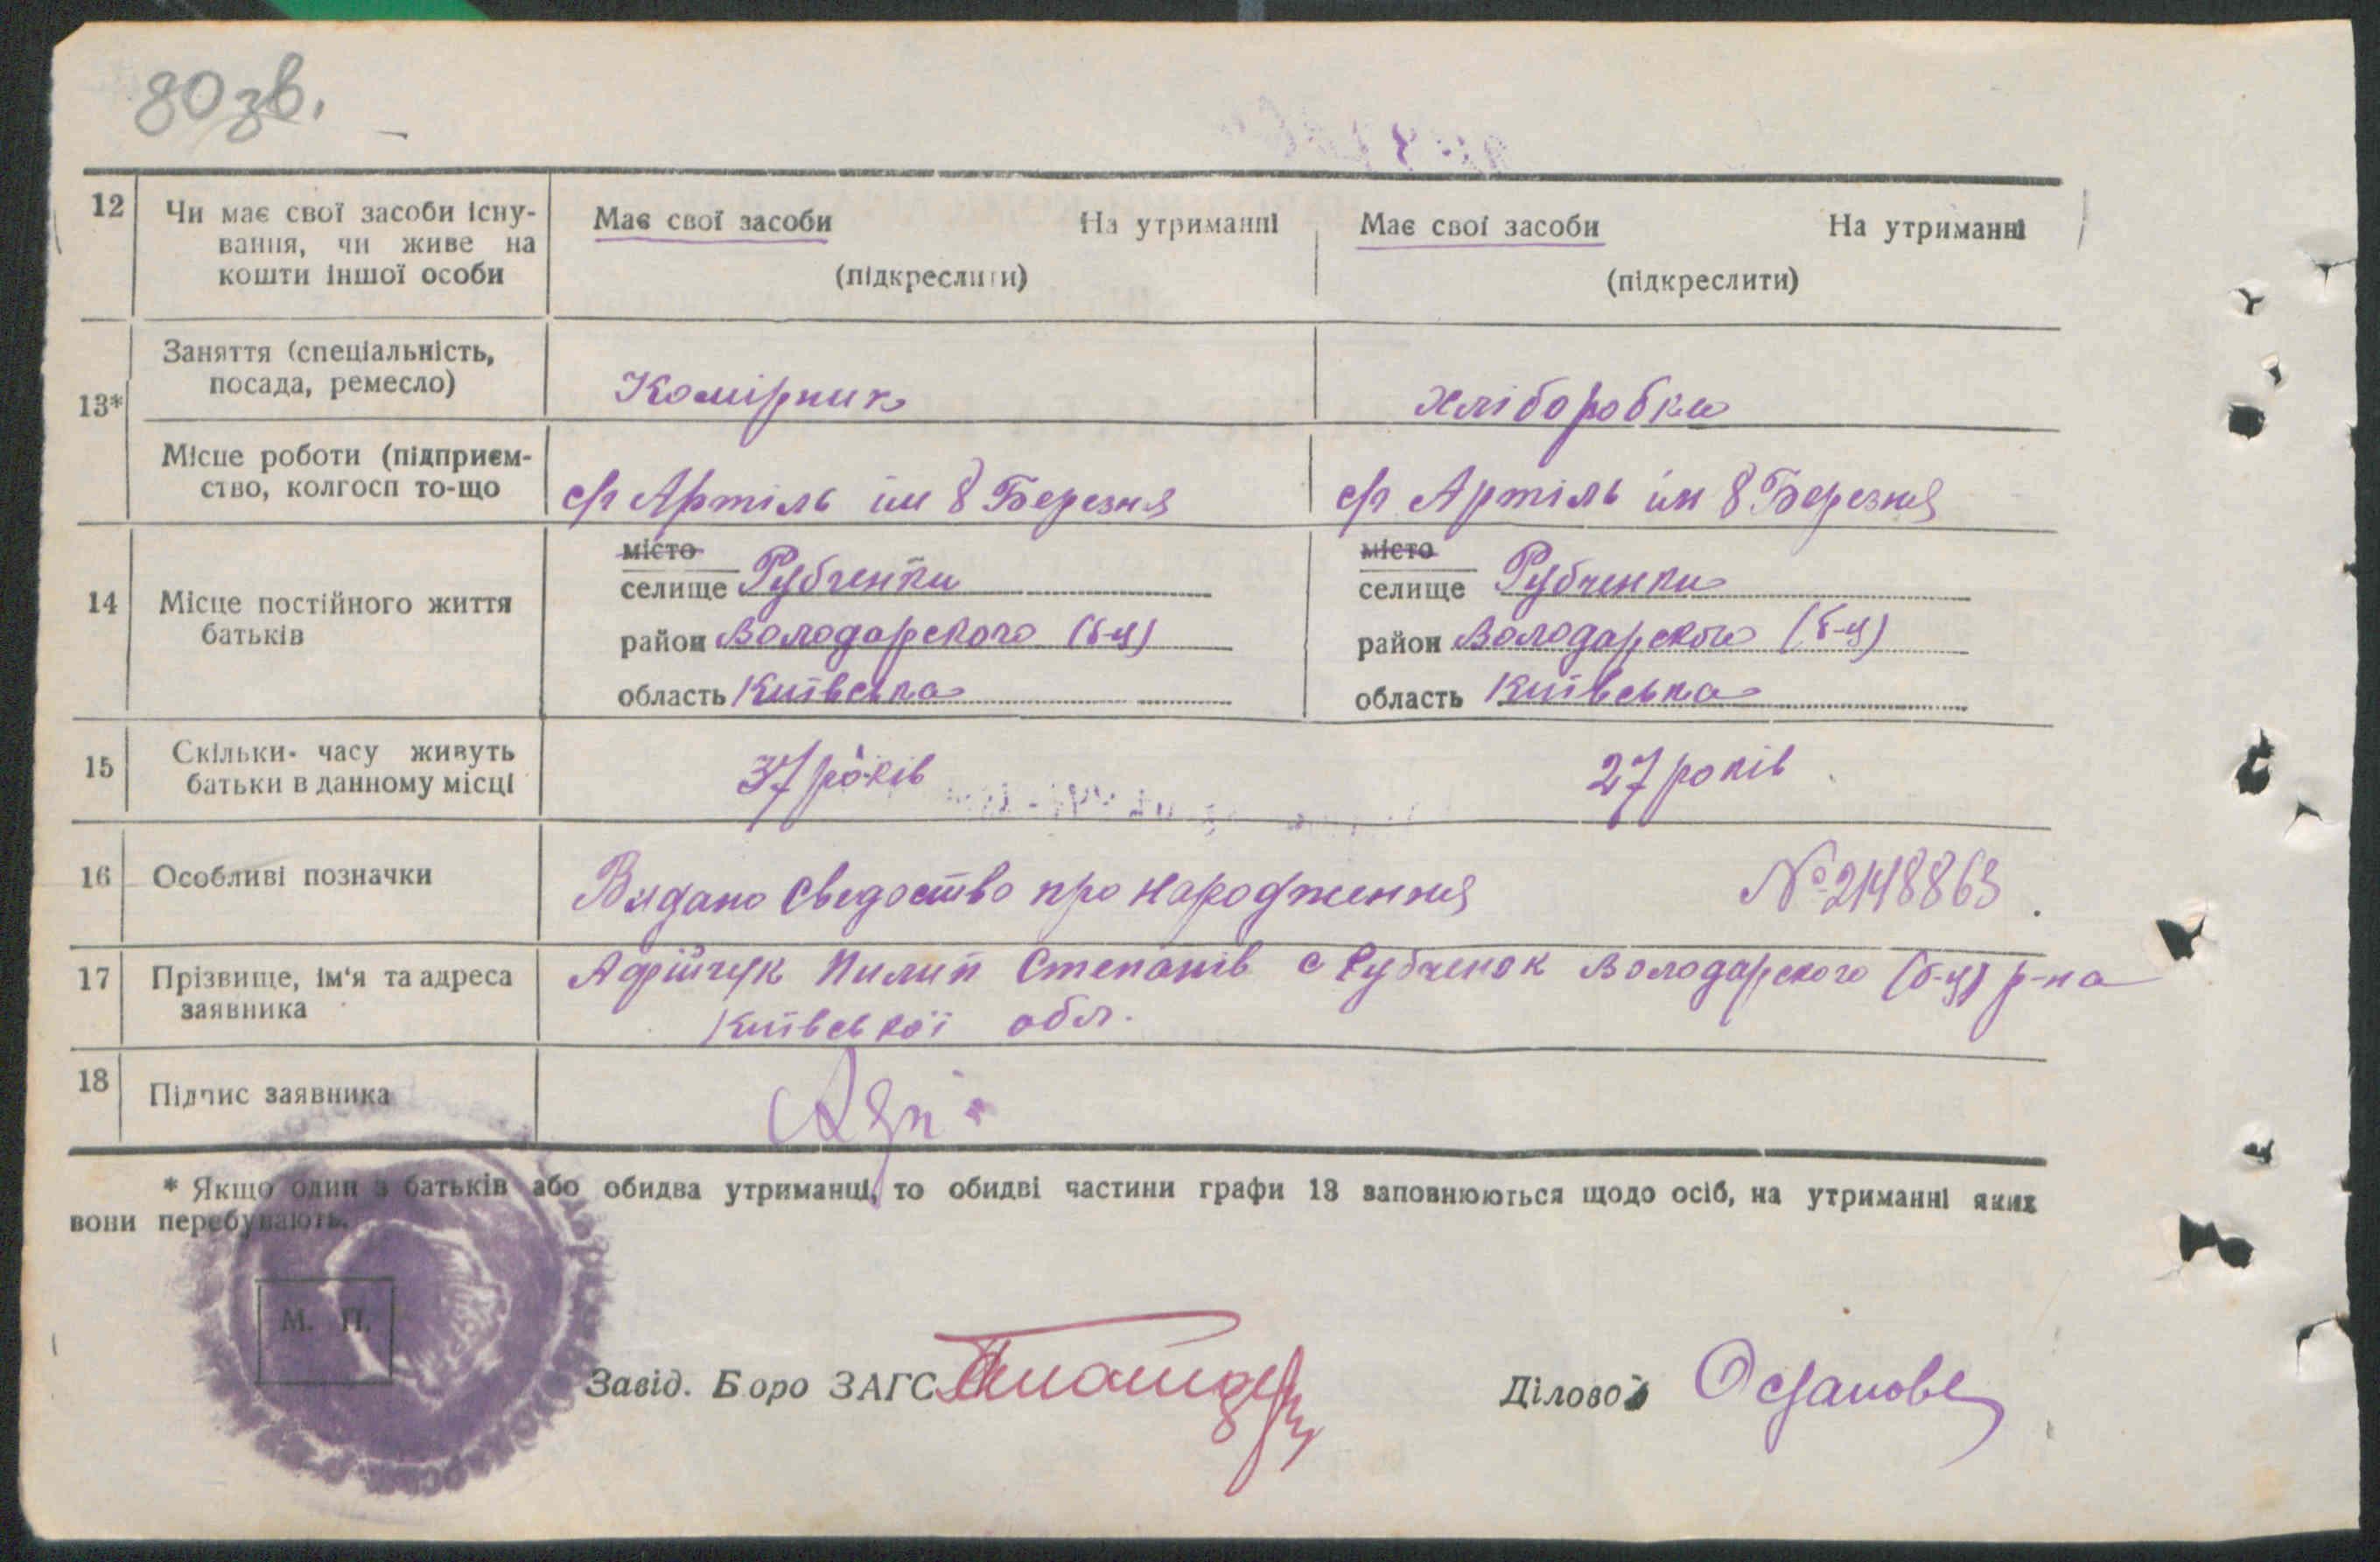 80 зв.
12 Чи має свої засоби існу- Має свої засоби На утриманні Має свої засоби На утриманні
вання, чи живе на
кошти іншої особи (підкреслити) (підкреслити)
Заняття (спеціальність,
посада, ремесло) Комірник хліборобка
13*
Місце роботи (підприєм-
ство, колгосп то-що с/г Артіль ім 8 Березня с/г Артіль ім 8 Березня
місто місто
селище Рубченки селище Рубченки
14 Місце постійного життя
батьків район Володарского (б-ц) район Володарского (б-ц)
область Київська область Київська
15 Скільки часу живуть 37 років 27 років
батьки в данному місці
16 Особливі позначки Видано Сведоство про народження № 2148863
17 Прізвище, ім'я та адреса Адрійчук Пилип Степанів с Рубченок Володарского (б-ц) р-на
заявника Київської обл.
18 Підпис заявника
* Якщо один з батьків або обидва утриманці, то обидві частини графи 13 заповнюються щодо осіб, на утриманні яких
вони перебувають.
М. П.
Завід. Боро ЗАГС Діловод